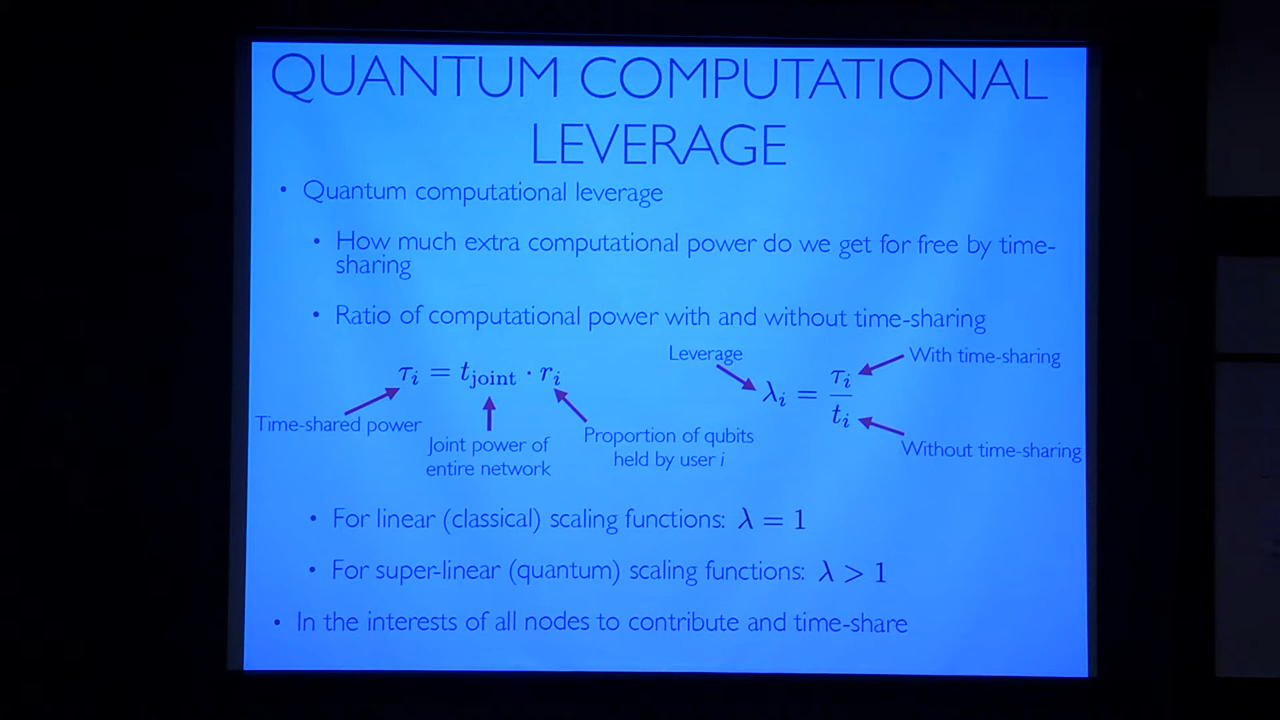 QUANTUM COMPUTATIONAL
LEVERAGE
• Quantum computational leverage
• How much extra computational power do we get for free by time-
sharing
• Ratio of computational power with and without time-sharing
τᵢ = t_joint · rᵢ
Time-shared power
Joint power of
entire network
Proportion of qubits
held by user i
Leverage
λᵢ = τᵢ / tᵢ
With time-sharing
Without time-sharing
• For linear (classical) scaling functions: λ = 1
• For super-linear (quantum) scaling functions: λ > 1
• In the interests of all nodes to contribute and time-share